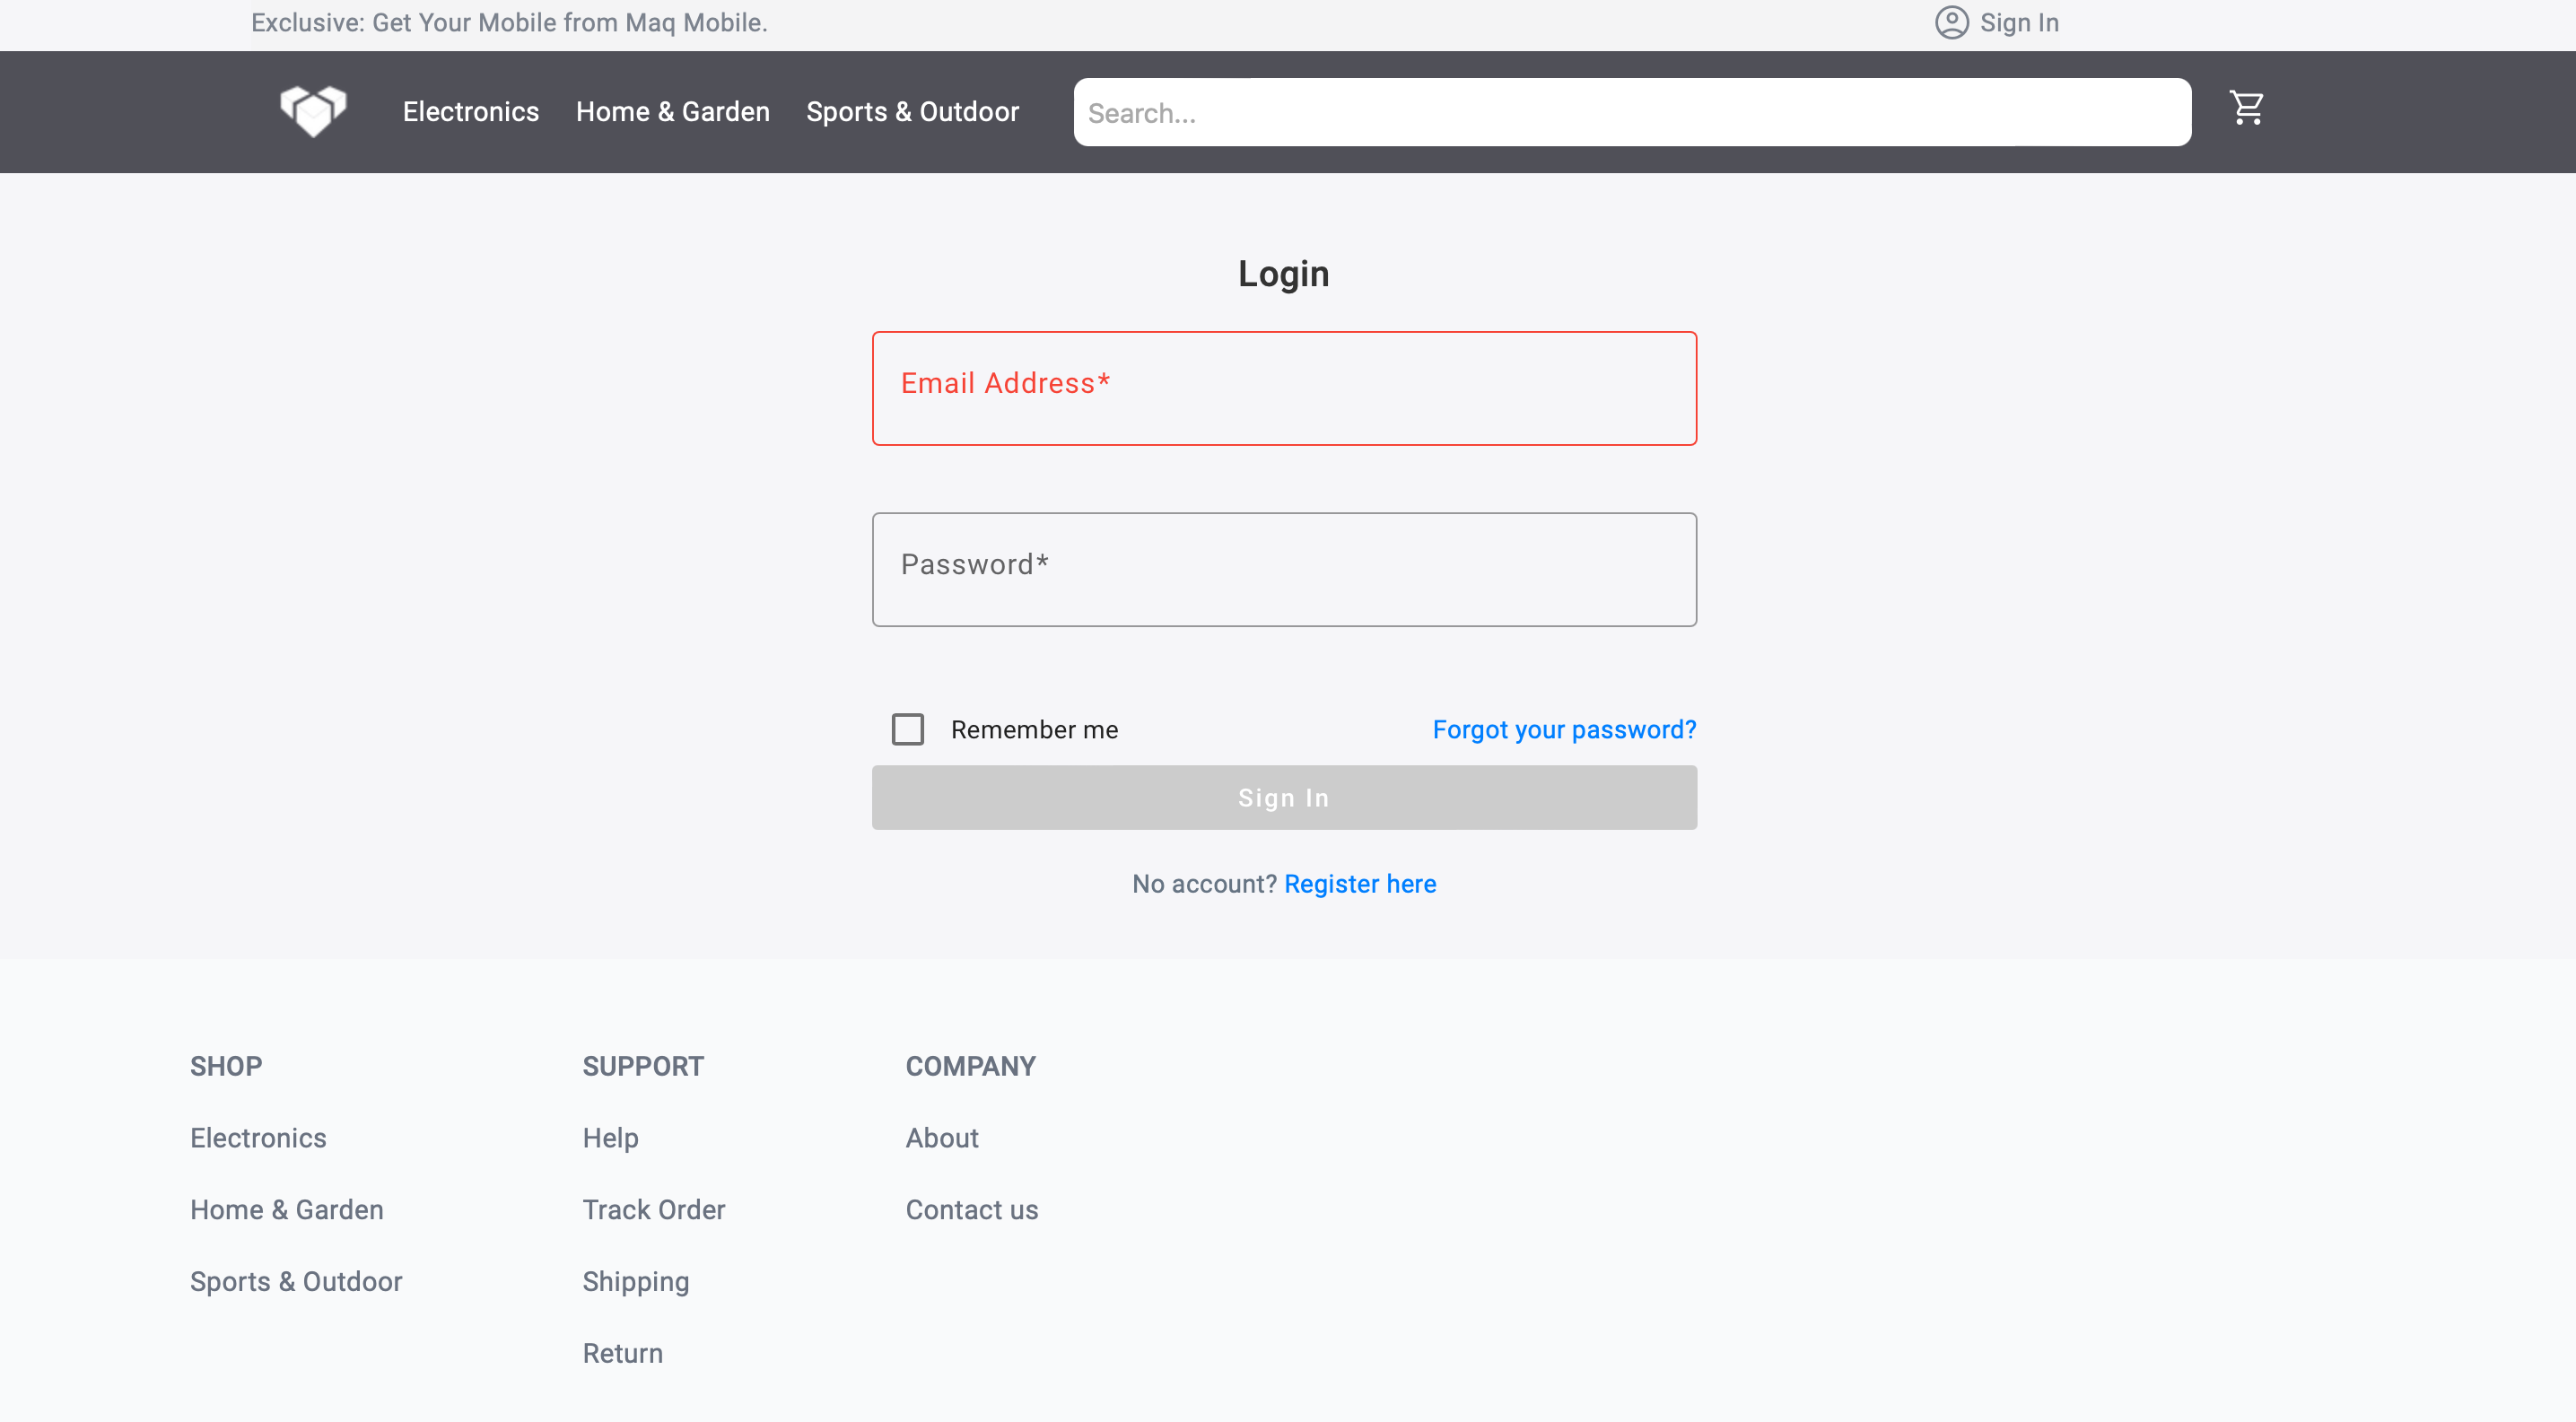 Exclusive: Get Your Mobile from Maq Mobile.
Sign In
Electronics
Home & Garden
Sports & Outdoor
Search...
Login
Email Address*
Password*
Remember me
Forgot your password?
Sign In
No account? Register here
SHOP
Electronics
Home & Garden
Sports & Outdoor
SUPPORT
Help
Track Order
Shipping
Return
COMPANY
About
Contact us